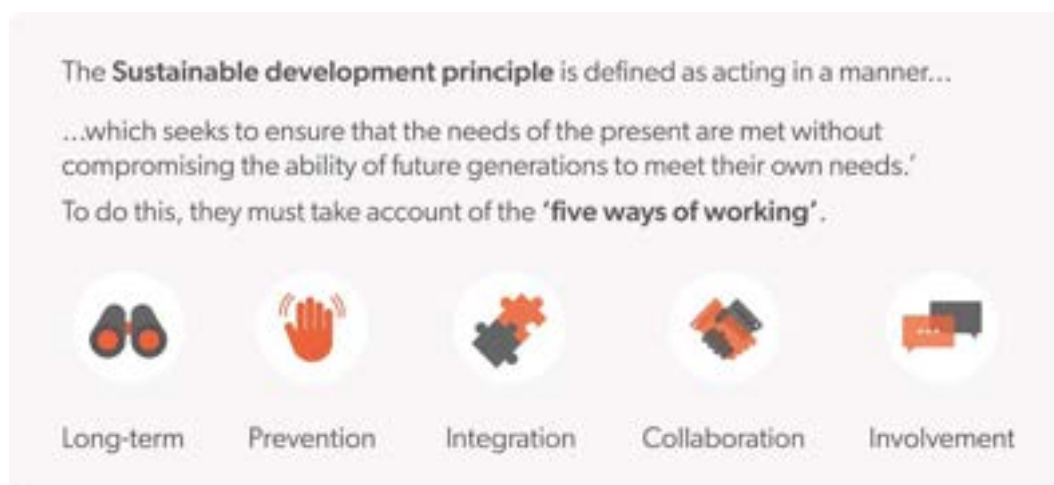 The Sustainable development principle is defined as acting in a manner...
...which seeks to ensure that the needs of the present are met without
compromising the ability of future generations to meet their own needs.'
To do this, they must take account of the 'five ways of working'.
Long-term
Prevention
Integration
Collaboration
Involvement